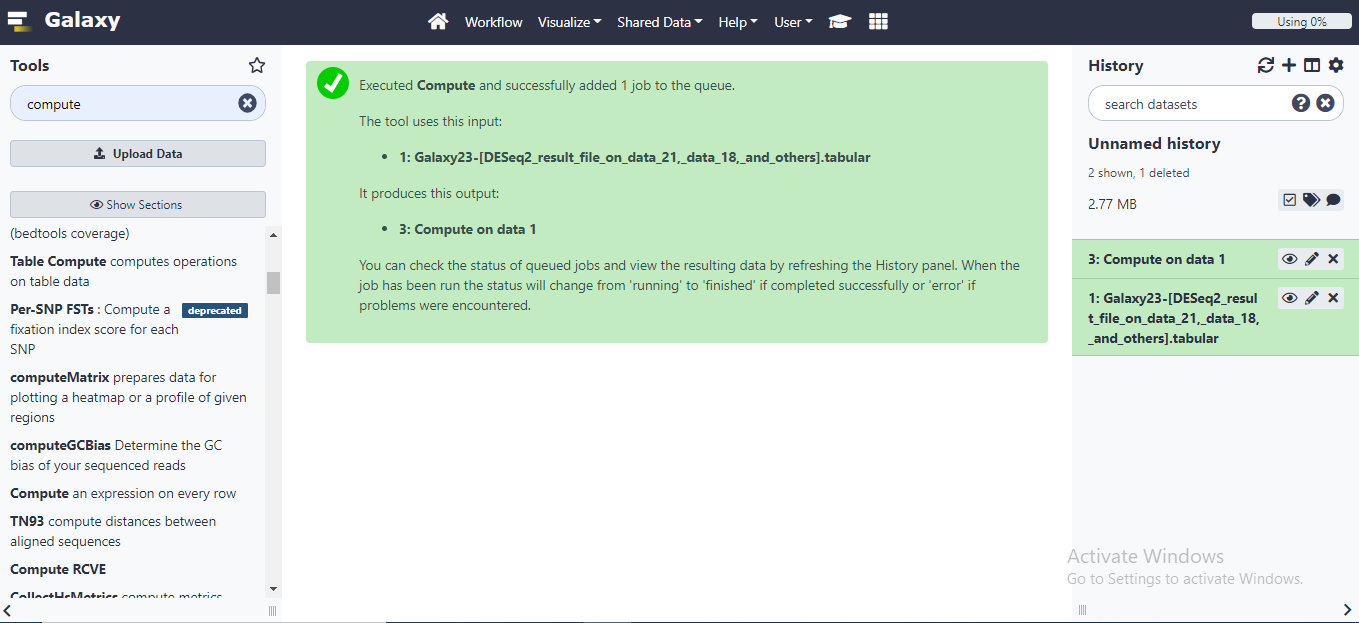 Galaxy
Workflow
Visualize
Shared Data
Help
User
Using 0%
Tools
compute
Upload Data
Show Sections
(bedtools coverage)
Table Compute computes operations
on table data
Per-SNP FSTs : Compute a deprecated
fixation index score for each
SNP
computeMatrix prepares data for
plotting a heatmap or a profile of given
regions
computeGCBias Determine the GC
bias of your sequenced reads
Compute an expression on every row
TN93 compute distances between
aligned sequences
Compute RCVE
CollectHsMetrics compute metrics
Executed Compute and successfully added 1 job to the queue.
The tool uses this input:
• 1: Galaxy23-[DESeq2_result_file_on_data_21,_data_18,_and_others].tabular
It produces this output:
• 3: Compute on data 1
You can check the status of queued jobs and view the resulting data by refreshing the History panel. When the
job has been run the status will change from 'running' to 'finished' if completed successfully or 'error' if
problems were encountered.
History
search datasets
Unnamed history
2 shown, 1 deleted
2.77 MB
3: Compute on data 1
1: Galaxy23-[DESeq2_resul
t_file_on_data_21,_data_18,
_and_others].tabular
Activate Windows
Go to Settings to activate Windows.